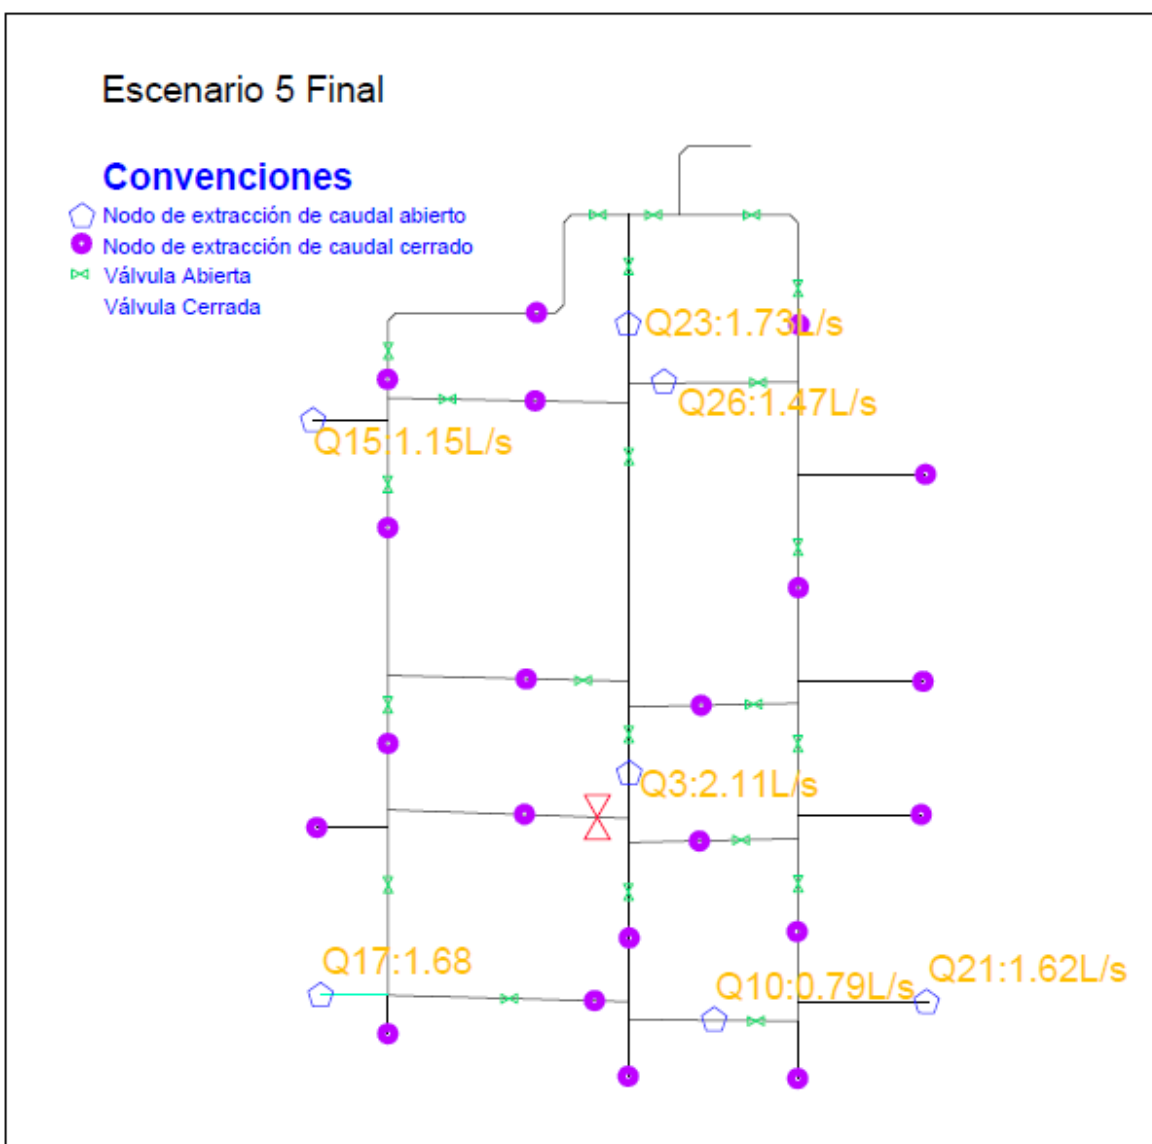 Escenario 5 Final
Convenciones
Nodo de extracción de caudal abierto
Nodo de extracción de caudal cerrado
Válvula Abierta
Válvula Cerrada
Q23:1.73L/s
Q26:1.47L/s
Q15:1.15L/s
Q3:2.11L/s
Q17:1.68
Q10:0.79L/s
Q21:1.62L/s